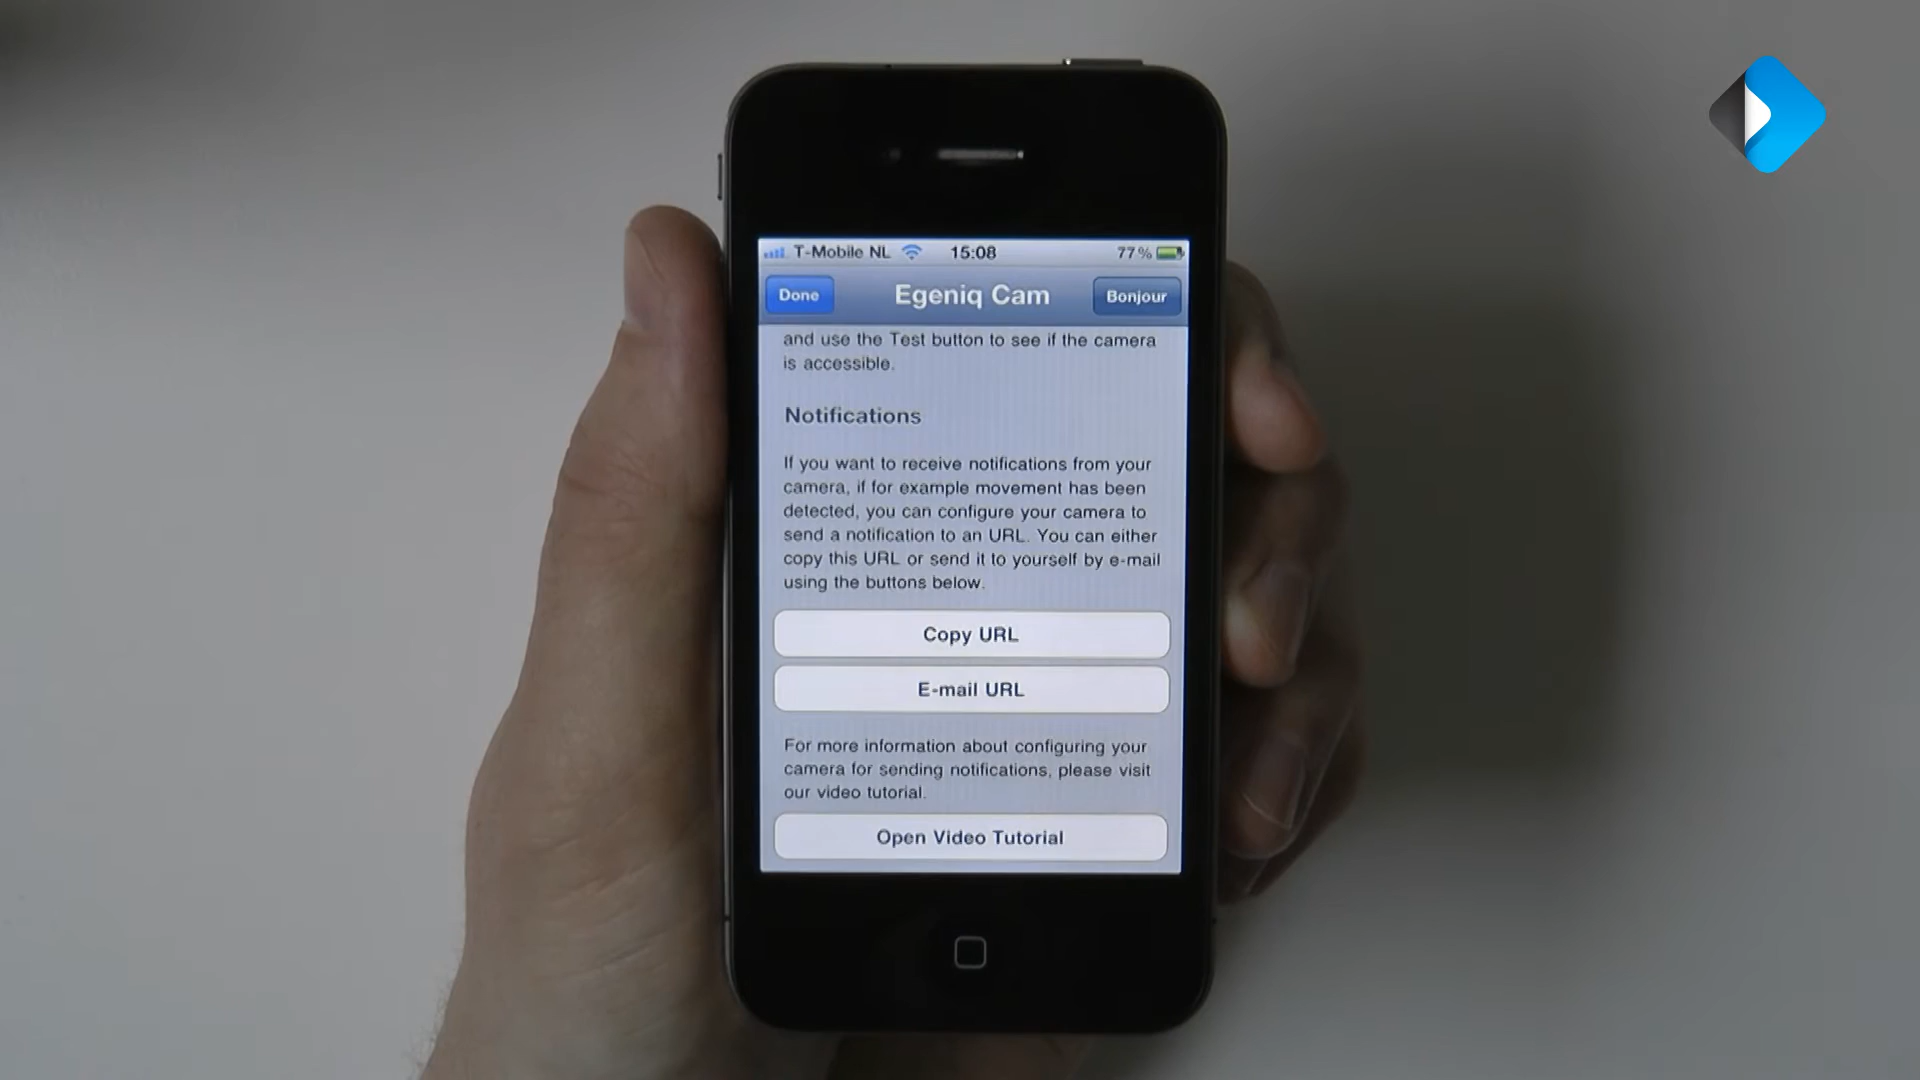 T-Mobile NL 15:08 77%
Done Egeniq Cam Bonjour
and use the Test button to see if the camera
is accessible.
Notifications
If you want to receive notifications from your
camera, if for example movement has been
detected, you can configure your camera to
send a notification to an URL. You can either
copy this URL or send it to yourself by e-mail
using the buttons below.
Copy URL
E-mail URL
For more information about configuring your
camera for sending notifications, please visit
our video tutorial.
Open Video Tutorial